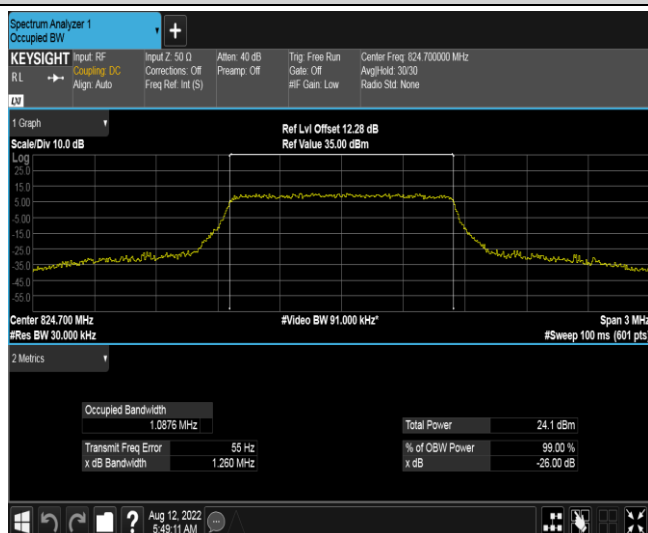 Spectrum Analyzer 1
Occupied BW
+
KEYSIGHT
R L
LXI
Input: RF
Coupling: DC
Align: Auto
Input Z: 50 Ω
Corrections: Off
Freq Ref: Int (S)
Atten: 40 dB
Preamp: Off
Trig: Free Run
Gate: Off
#IF Gain: Low
Center Freq: 824.700000 MHz
Avg|Hold: 30/30
Radio Std: None
1 Graph
Scale/Div 10.0 dB
Ref Lvl Offset 12.28 dB
Ref Value 35.00 dBm
Log
25.0
15.0
5.00
-5.00
-15.0
-25.0
-35.0
-45.0
-55.0
Center 824.700 MHz
#Res BW 30.000 kHz
#Video BW 91.000 kHz*
Span 3 MHz
#Sweep 100 ms (601 pts)
2 Metrics
Occupied Bandwidth
1.0876 MHz
Transmit Freq Error 55 Hz
x dB Bandwidth 1.260 MHz
Total Power 24.1 dBm
% of OBW Power 99.00 %
x dB -26.00 dB
?
Aug 12, 2022
5:49:11 AM